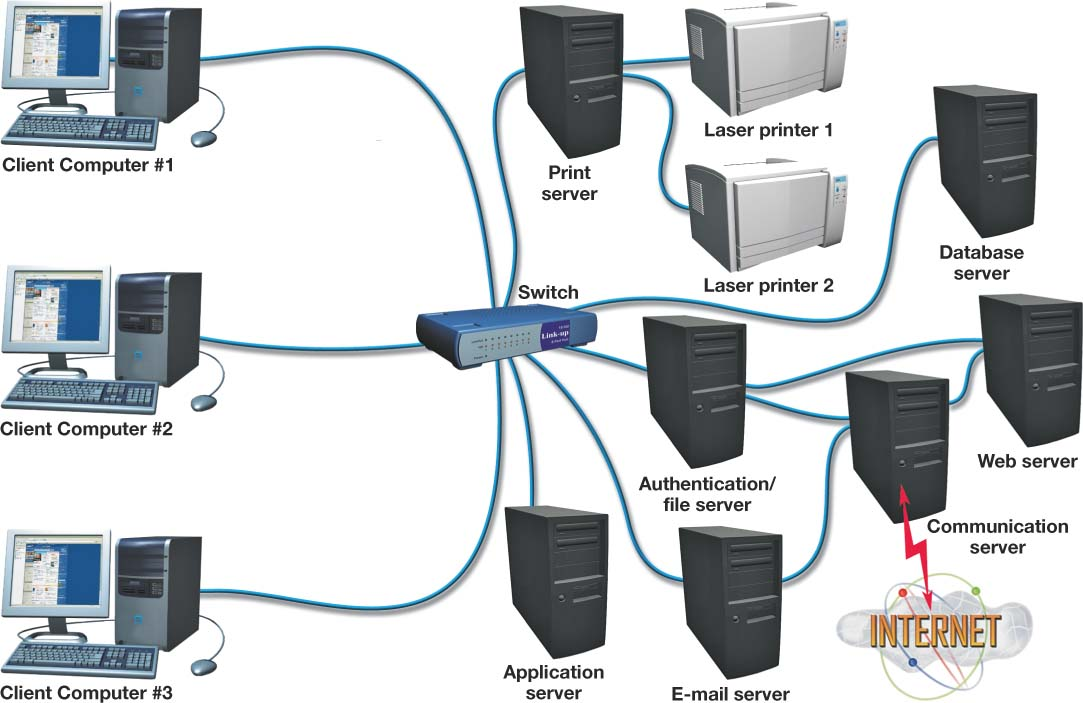 Client Computer #1
Print
server
Laser printer 1
Laser printer 2
Database
server
Switch
Link-up
Client Computer #2
Authentication/
file server
Web server
Communication
server
INTERNET
Application
server
E-mail server
Client Computer #3